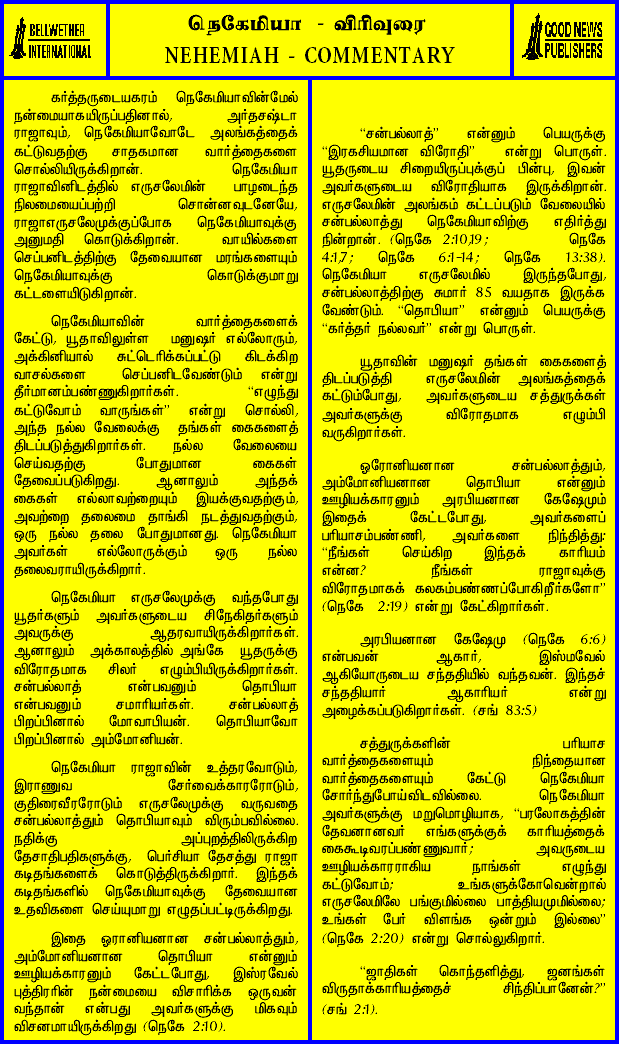 BELLWETHER
INTERNATIONAL
நெகேமியா - விரிவுரை
NEHEMIAH - COMMENTARY
GOOD NEWS
PUBLISHERS
கர்த்தருடையகரம் நெகேமியாவின்மேல்
நன்மையாகயிருப்பதினால், அர்தசஷ்டா
ராஜாவும், நெகேமியாவோடே அலங்கத்தைக்
கட்டுவதற்கு சாதகமான வார்த்தைகளை
சொல்லியிருக்கிறான். நெகேமியா
ராஜாவினிடத்தில் எருசலேமின் பாழடைந்த
நிலமையைப்பற்றி சொன்னவுடனேயே,
ராஜாஎருசலேமுக்குப்போக நெகேமியாவுக்கு
அனுமதி கொடுக்கிறான். வாயில்களை
செப்பனிடத்திற்கு தேவையான மரங்களையும்
நெகேமியாவுக்கு கொடுக்குமாறு
கட்டளையிடுகிறான்.
நெகேமியாவின் வார்த்தைகளைக்
கேட்டு, யூதாவிலுள்ள மனுஷர் எல்லோரும்,
அக்கினியால் சுட்டெரிக்கப்பட்டு கிடக்கிற
வாசல்களை செப்பனிடவேண்டும் என்று
தீர்மானம்பண்ணுகிறார்கள். “எழுந்து
கட்டுவோம் வாருங்கள்” என்று சொல்லி,
அந்த நல்ல வேலைக்கு தங்கள் கைகளைத்
திடப்படுத்துகிறார்கள். நல்ல வேலையை
செய்வதற்கு போதுமான கைகள்
தேவைப்படுகிறது. ஆனாலும் அந்தக்
கைகள் எல்லாவற்றையும் இயக்குவதற்கும்,
அவற்றை தலைமை தாங்கி நடத்துவதற்கும்,
ஒரு நல்ல தலை போதுமானது. நெகேமியா
அவர்கள் எல்லோருக்கும் ஒரு நல்ல
தலைவராயிருக்கிறார்.
நெகேமியா எருசலேமுக்கு வந்தபோது
யூதர்களும் அவர்களுடைய சிநேகிதர்களும்
அவருக்கு ஆதரவாயிருக்கிறார்கள்.
ஆனாலும் அக்காலத்தில் அங்கே யூதருக்கு
விரோதமாக சிலர் எழும்பியிருக்கிறார்கள்.
சன்பல்லாத் என்பவனும் தொபியா
என்பவனும் சமாரியர்கள். சன்பல்லாத்
பிறப்பினால் மோவாபியன். தொபியாவோ
பிறப்பினால் அம்மோனியன்.
நெகேமியா ராஜாவின் உத்தரவோடும்,
இராணுவ சேர்வைக்காரரோடும்,
குதிரைவீரரோடும் எருசலேமுக்கு வருவதை
சன்பல்லாத்தும் தொபியாவும் விரும்பவில்லை.
நதிக்கு அப்புறத்திலிருக்கிற
தேசாதிபதிகளுக்கு, பெர்சியா தேசத்து ராஜா
கடிதங்களைக் கொடுத்திருக்கிறார். இந்தக்
கடிதங்களில் நெகேமியாவுக்கு தேவையான
உதவிகளை செய்யுமாறு எழுதப்பட்டிருக்கிறது.
இதை ஓரானியனான சன்பல்லாத்தும்,
அம்மோனியனான தொபியா என்னும்
ஊழியக்காரனும் கேட்டபோது, இஸ்ரவேல்
புத்திரரின் நன்மையை விசாரிக்க ஒருவன்
வந்தான் என்பது அவர்களுக்கு மிகவும்
விசனமாயிருக்கிறது (நெகே 2:10).
“சன்பல்லாத்” என்னும் பெயருக்கு
“இரகசியமான விரோதி” என்று பொருள்.
யூதருடைய சிறையிருப்புக்குப் பின்பு, இவன்
அவர்களுடைய விரோதியாக இருக்கிறான்.
எருசலேமின் அலங்கம் கட்டப்படும் வேலையில்
சன்பல்லாத்து நெகேமியாவிற்கு எதிர்த்து
நின்றான். (நெகே 2:10,19; நெகே
4:1,7; நெகே 6:1-14; நெகே 13:38).
நெகேமியா எருசலேமில் இருந்தபோது,
சன்பல்லாத்திற்கு சுமார் 85 வயதாக இருக்க
வேண்டும். “தொபியா” என்னும் பெயருக்கு
“கர்த்தர் நல்லவர்” என்று பொருள்.
யூதாவின் மனுஷர் தங்கள் கைகளைத்
திடப்படுத்தி எருசலேமின் அலங்கத்தைக்
கட்டும்போது, அவர்களுடைய சத்துருக்கள்
அவர்களுக்கு விரோதமாக எழும்பி
வருகிறார்கள்.
ஓரோனியனான சன்பல்லாத்தும்,
அம்மோனியனான தொபியா என்னும்
ஊழியக்காரனும் அரபியனான கேஷேமும்
இதைக் கேட்டபோது, அவர்களைப்
பரியாசம்பண்ணி, அவர்களை நிந்தித்து:
“நீங்கள் செய்கிற இந்தக் காரியம்
என்ன? நீங்கள் ராஜாவுக்கு
விரோதமாகக் கலகம்பண்ணப்போகிறீர்களோ”
(நெகே 2:19) என்று கேட்கிறார்கள்.
அரபியனான கேஷேமு (நெகே 6:6)
என்பவன் ஆகார், இஸ்மவேல்
ஆகியோருடைய சந்ததியில் வந்தவன். இந்தச்
சந்ததியார் ஆகாரியர் என்று
அழைக்கப்படுகிறார்கள். (சங் 83:5)
சத்துருக்களின் பரியாச
வார்த்தைகளையும் நிந்தையான
வார்த்தைகளையும் கேட்டு நெகேமியா
சோர்ந்துபோய்விடவில்லை. நெகேமியா
அவர்களுக்கு மறுமொழியாக, “பரலோகத்தின்
தேவனானவர் எங்களுக்குக் காரியத்தைக்
கைகூடிவரப்பண்ணுவார்; அவருடைய
ஊழியக்காரராகிய நாங்கள் எழுந்து
கட்டுவோம்; உங்களுக்கோவென்றால்
எருசலேமிலே பங்குமில்லை பாத்தியமுமில்லை;
உங்கள் பேர் விளங்க ஒன்றும் இல்லை”
(நெகே 2:20) என்று சொல்லுகிறார்.
“ஜாதிகள் கொந்தளித்து, ஜனங்கள்
விருதாக்காரியத்தைச் சிந்திப்பானேன்?”
(சங் 2:1).